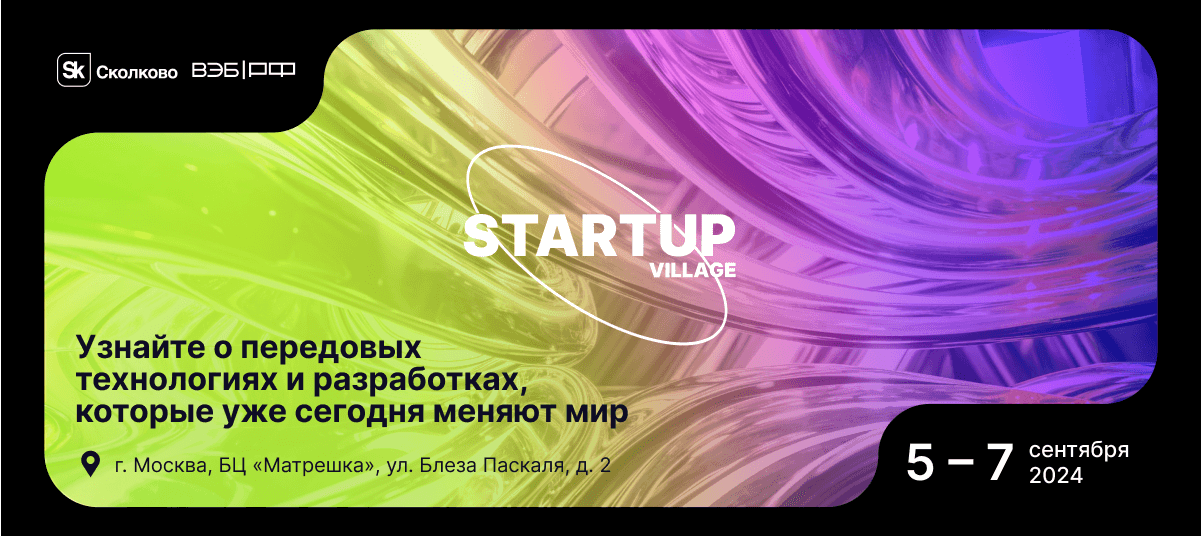 Sk Сколково ВЭБ|РФ
STARTUP
VILLAGE
Узнайте о передовых
технологиях и разработках,
которые уже сегодня меняют мир
г. Москва, БЦ «Матрешка», ул. Блеза Паскаля, д. 2
5 – 7 сентября
2024